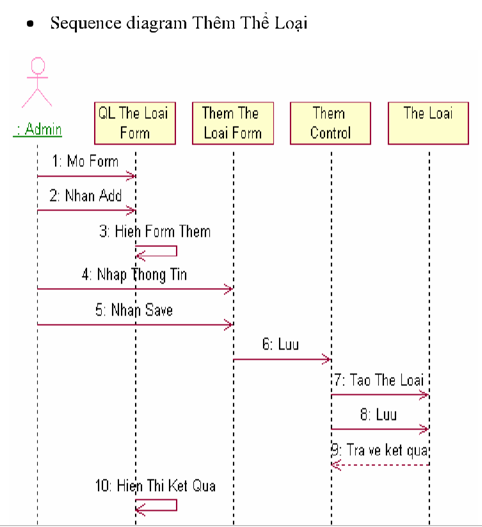 • Sequence diagram Thêm Thể Loại
: Admin
QL The Loai
Form
Them The
Loai Form
Them
Control
The Loai
1: Mo Form
2: Nhan Add
3: Hien Form Them
4: Nhap Thong Tin
5: Nhan Save
6: Luu
7: Tao The Loai
8: Luu
9: Tra ve ket qua
10: Hien Thi Ket Qua